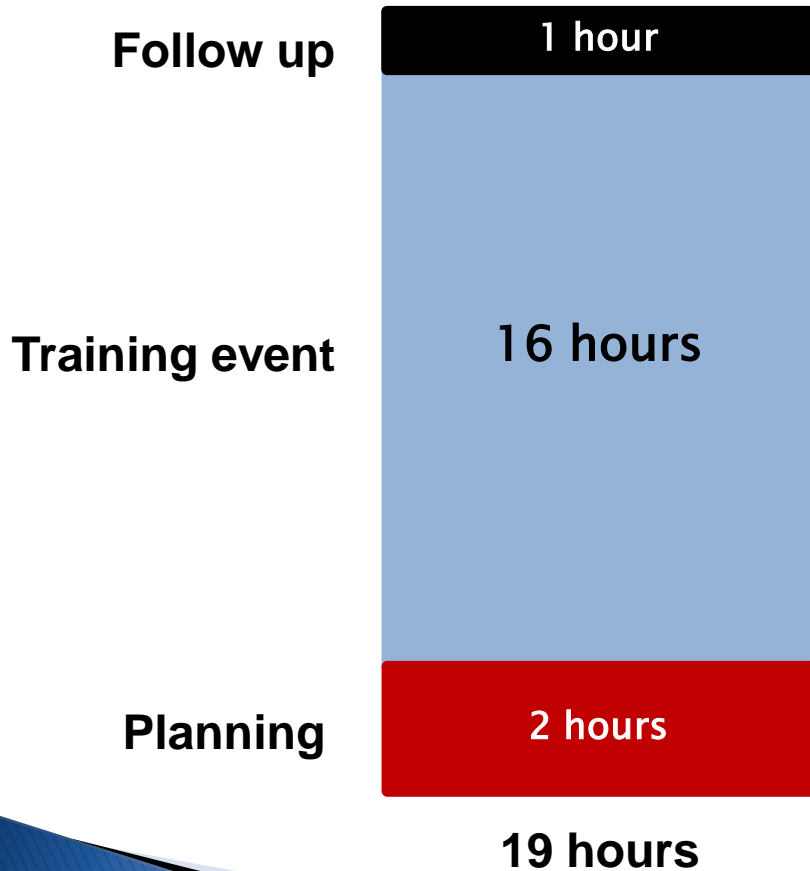 Follow up
1 hour
Training event
16 hours
Planning
2 hours
19 hours